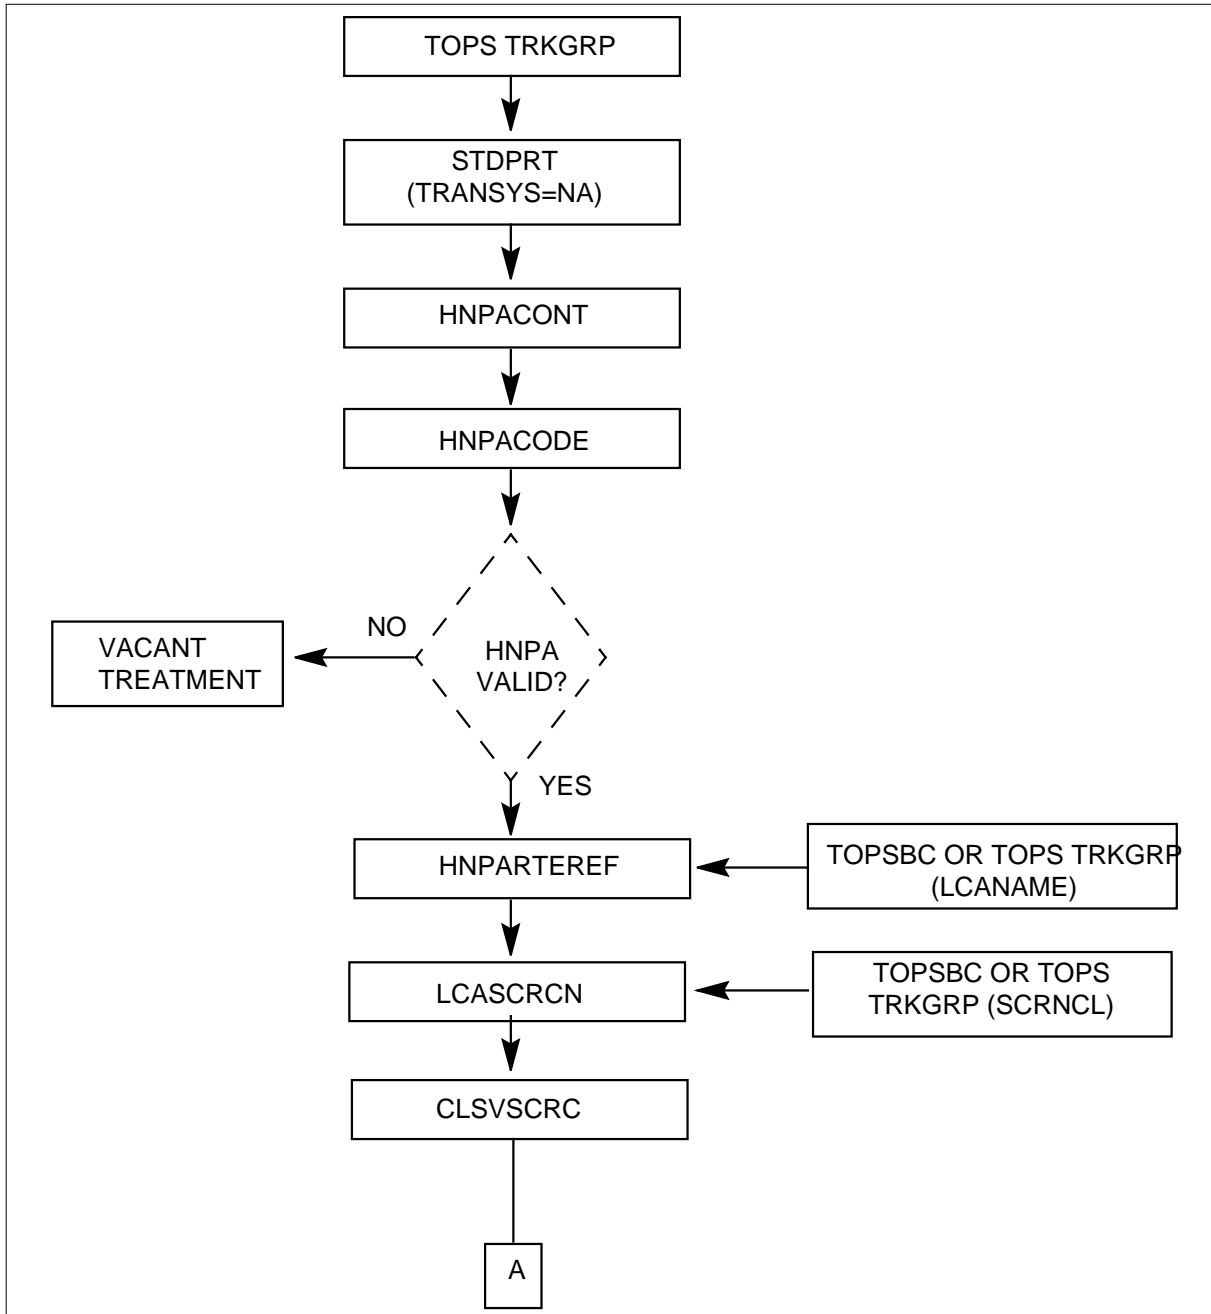 TOPS TRKGRP
STDPRT
(TRANSYS=NA)
HNPACONT
HNPACODE
NO
VACANT
TREATMENT
HNPA
VALID?
YES
HNPARTEREF
TOPSBC OR TOPS TRKGRP
(LCANAME)
LCASCRCN
TOPSBC OR TOPS
TRKGRP (SCRNCL)
CLSVSCRC
A